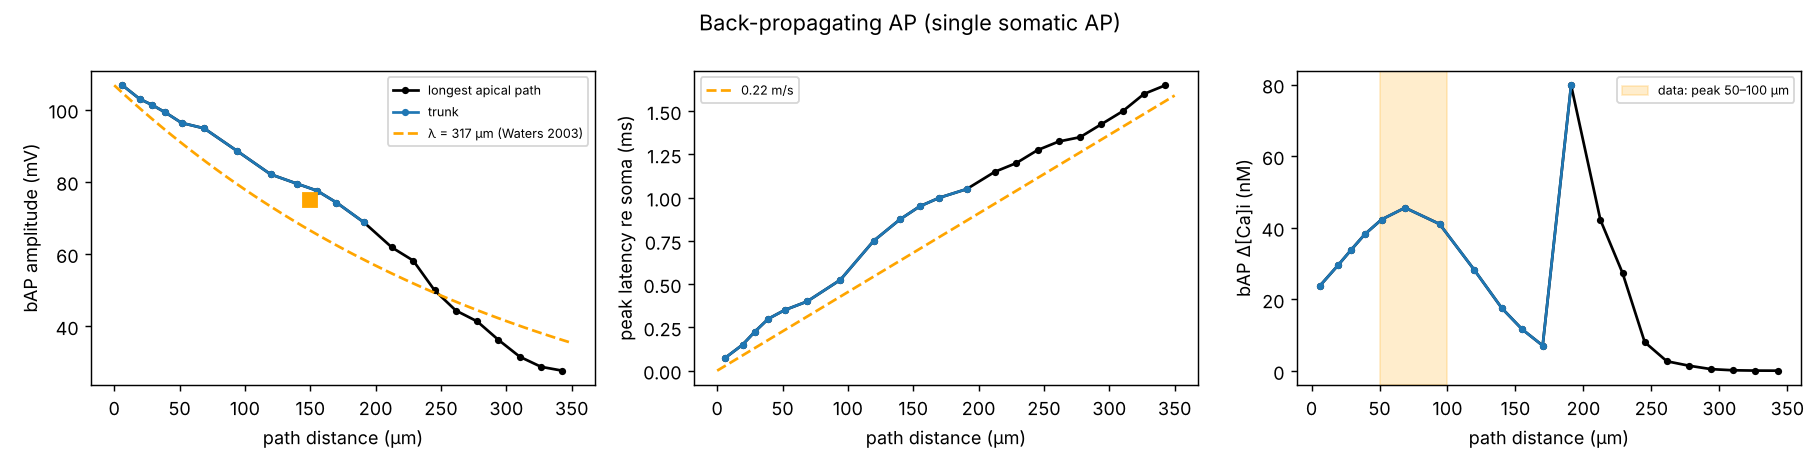 Back-propagating AP (single somatic AP)
bAP amplitude (mV)
100
80
60
40
0 50 100 150 200 250 300 350
path distance (µm)
longest apical path
trunk
λ = 317 µm (Waters 2003)
peak latency re soma (ms)
1.50
1.25
1.00
0.75
0.50
0.25
0.00
0 50 100 150 200 250 300 350
path distance (µm)
0.22 m/s
bAP Δ[Ca]i (nM)
80
60
40
20
0
0 50 100 150 200 250 300 350
path distance (µm)
data: peak 50–100 µm